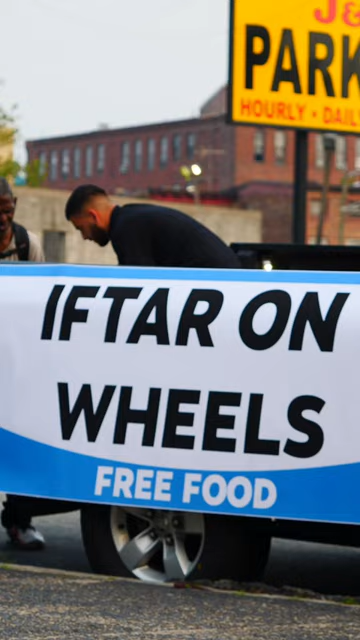 J&
PARK
HOURLY • DAIL
IFTAR ON
WHEELS
FREE FOOD